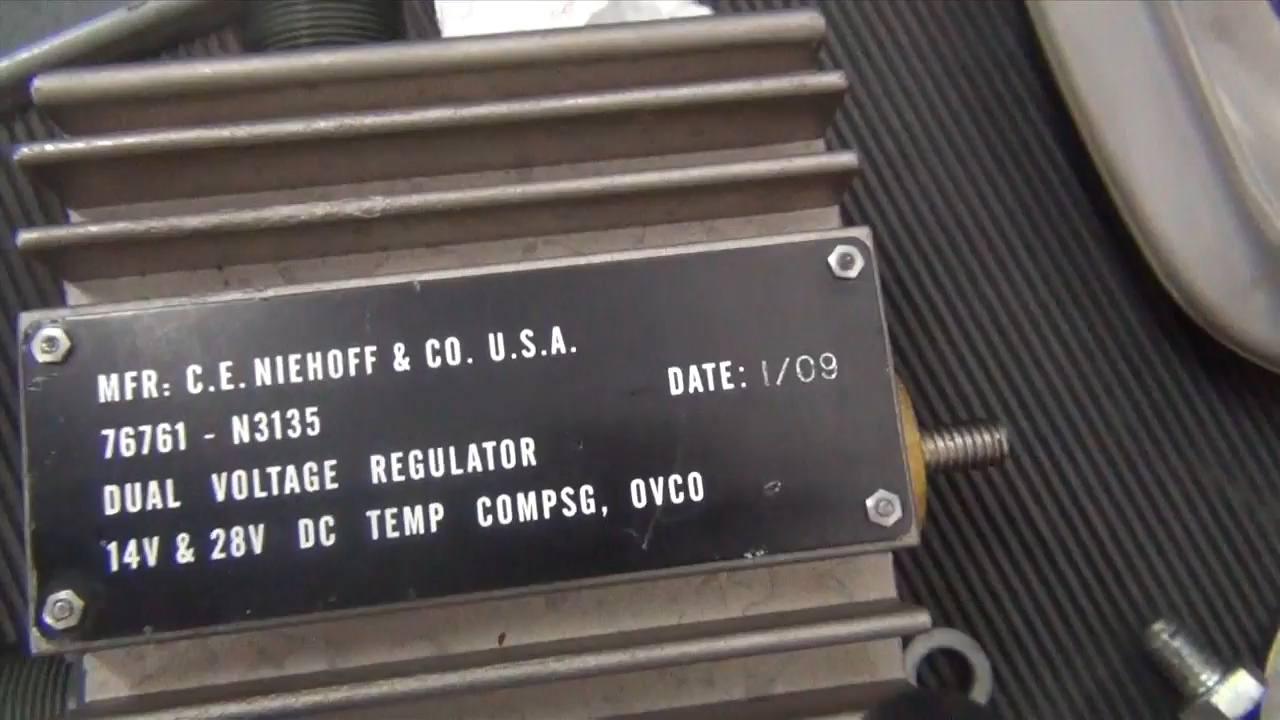 MFR: C.E. NIEHOFF & CO. U.S.A.
DATE: 1/09
76761 - N3135
DUAL VOLTAGE REGULATOR
14V & 28V DC TEMP COMPSG, OVCO